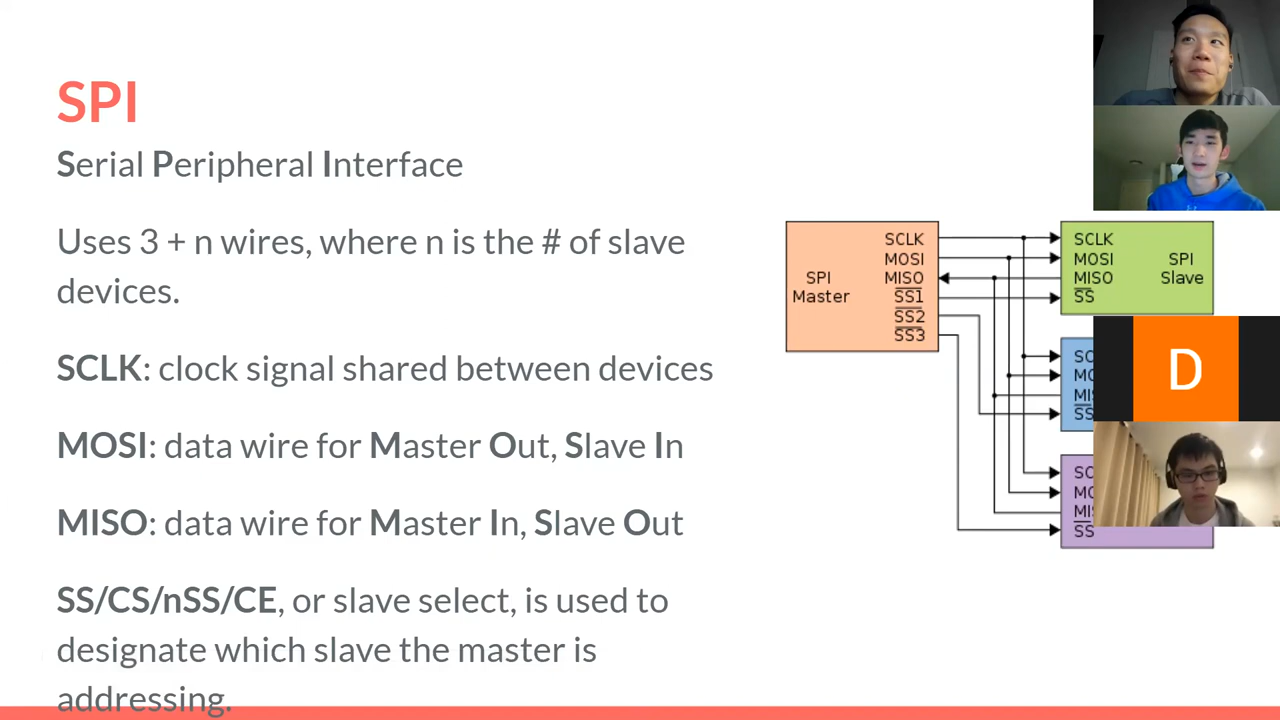 SPI
Serial Peripheral Interface
Uses 3 + n wires, where n is the # of slave
devices.
SCLK: clock signal shared between devices
MOSI: data wire for Master Out, Slave In
MISO: data wire for Master In, Slave Out
SS/CS/nSS/CE, or slave select, is used to
designate which slave the master is
addressing.
SPI
Master
SCLK
MOSI
MISO
SS1
SS2
SS3
SCLK
MOSI
MISO
SS
SPI
Slave
SS
SS
D